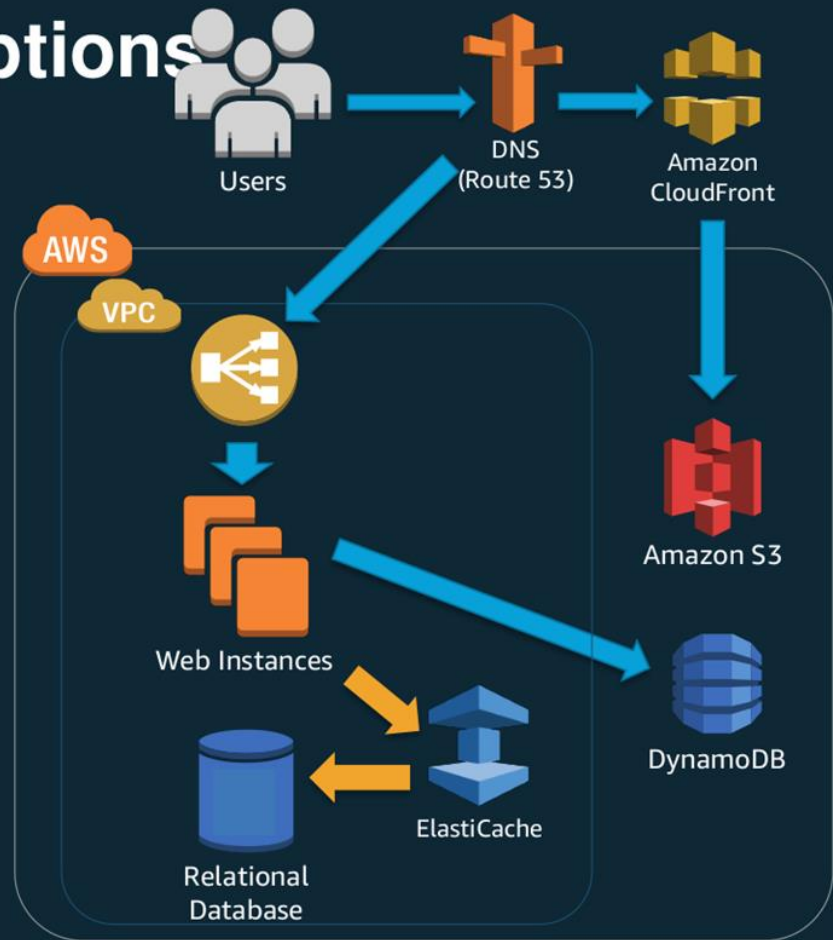 ptions
Users
DNS
(Route 53)
Amazon
CloudFront
AWS
VPC
Amazon S3
Web Instances
DynamoDB
ElastiCache
Relational
Database